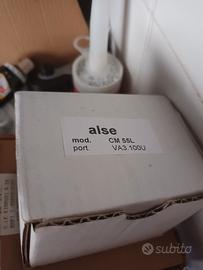 alse
mod. CM 55L
port. VA3.100U
subito